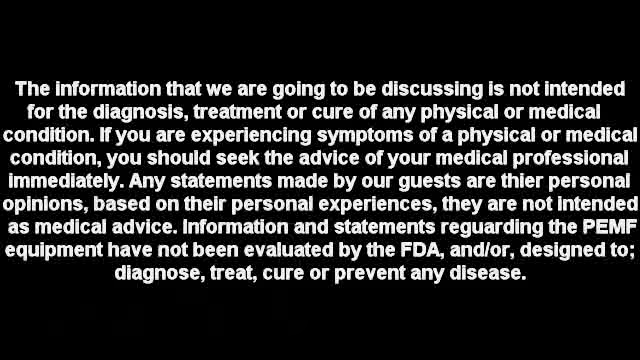 The information that we are going to be discussing is not intended
for the diagnosis, treatment or cure of any physical or medical
condition. If you are experiencing symptoms of a physical or medical
condition, you should seek the advice of your medical professional
immediately. Any statements made by our guests are thier personal
opinions, based on their personal experiences, they are not intended
as medical advice. Information and statements reguarding the PEMF
equipment have not been evaluated by the FDA, and/or, designed to;
diagnose, treat, cure or prevent any disease.